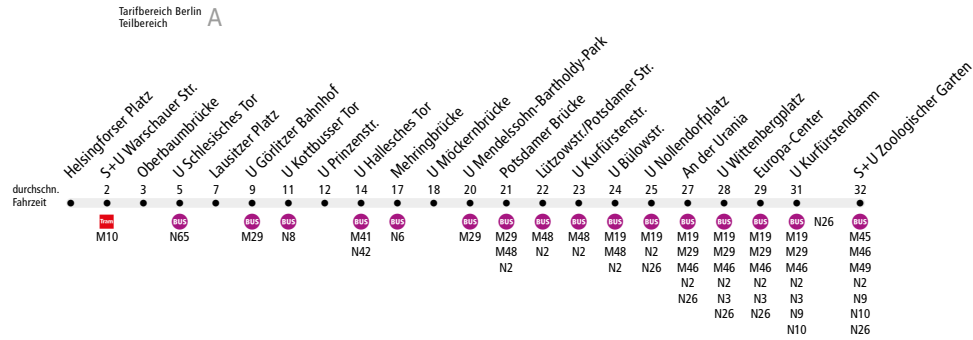 Tarifbereich Berlin
Teilbereich
A
Helsingforser Platz
S+U Warschauer Str.
Oberbaumbrücke
U Schlesisches Tor
Lausitzer Platz
U Görlitzer Bahnhof
U Kottbusser Tor
U Prinzenstr.
U Hallesches Tor
Mehringbrücke
U Möckernbrücke
U Mendelssohn-Bartholdy-Park
Potsdamer Brücke
Lützowstr./Potsdamer Str.
U Kurfürstenstr.
U Bülowstr.
U Nollendorfplatz
An der Urania
U Wittenbergplatz
Europa-Center
U Kurfürstendamm
S+U Zoologischer Garten
durchschn. 2 3 5 7 9 11 12 14 17 18 20 21 22 23 24 25 27 28 29 31 32
Fahrzeit
Tram BUS BUS BUS BUS BUS BUS BUS BUS BUS BUS BUS BUS BUS BUS BUS N26 BUS
M10 N65 M29 N8 M41 N6 M29 M29 M48 M48 M19 M19 M19 M19 M19 M19 M45
N42 M48 N2 N2 M48 N2 M29 M29 M29 M29 M46
N2 N2 N26 M46 M46 M46 M46 M49
N2 N2 N2 N2 N2
N26 N3 N3 N3 N9
N26 N26 N9 N10
N10 N26